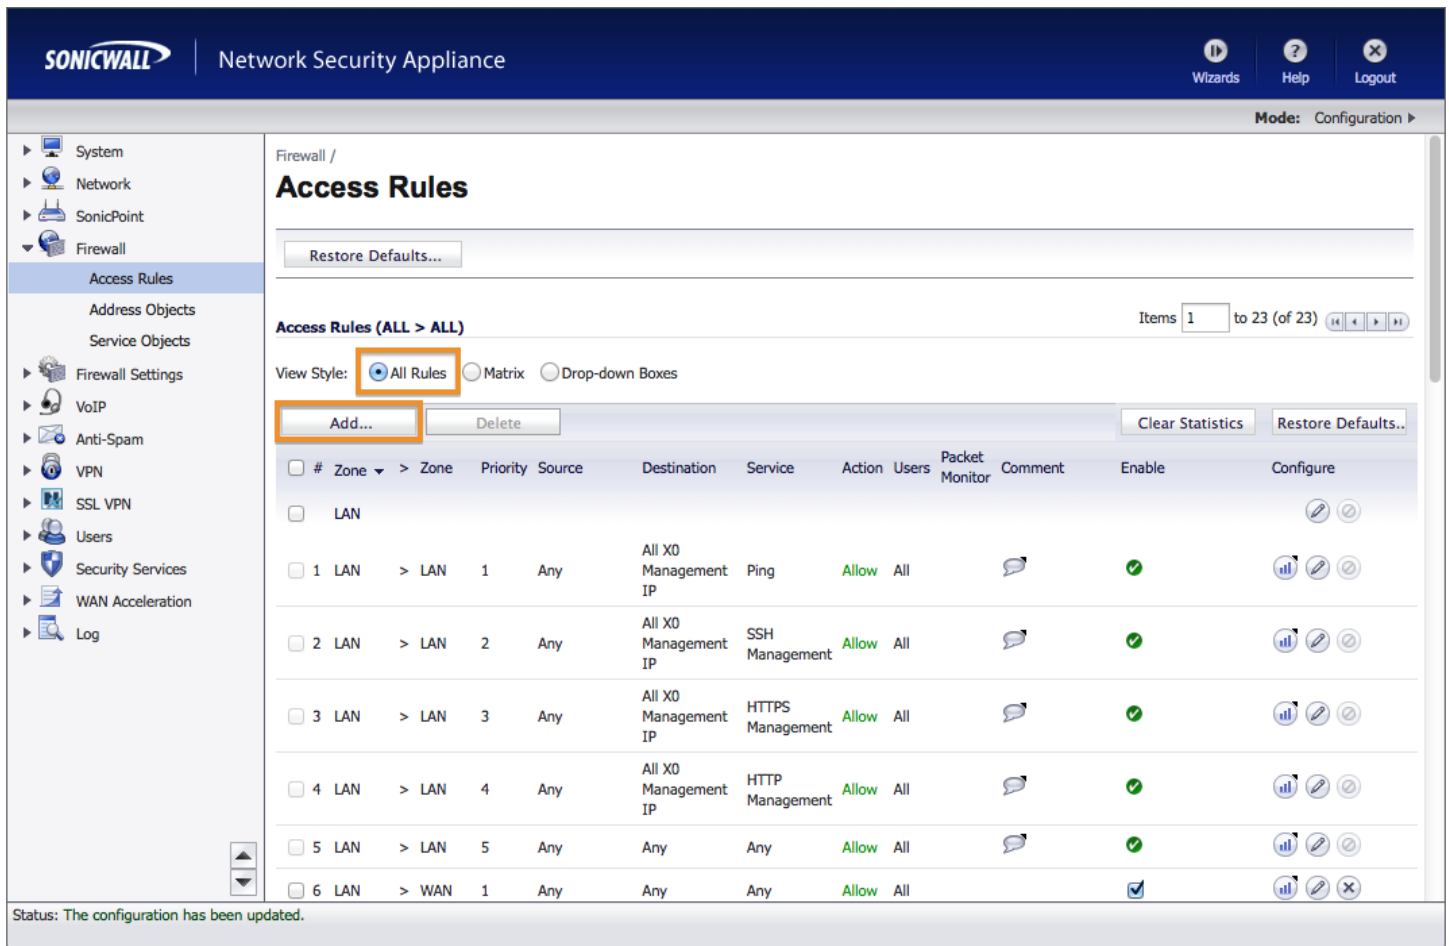 SONICWALL
Network Security Appliance
Wizards
Help
Logout
Mode: Configuration
System
Network
SonicPoint
Firewall
Access Rules
Address Objects
Service Objects
Firewall Settings
VoIP
Anti-Spam
VPN
SSL VPN
Users
Security Services
WAN Acceleration
Log
Firewall /
Access Rules
Restore Defaults...
Access Rules (ALL > ALL)
Items 1 to 23 (of 23)
View Style: All Rules Matrix Drop-down Boxes
Add... Delete Clear Statistics Restore Defaults..
# Zone > Zone Priority Source Destination Service Action Users Packet Monitor Comment Enable Configure
LAN
1 LAN > LAN 1 Any All X0 Management IP Ping Allow All
2 LAN > LAN 2 Any All X0 Management IP SSH Management Allow All
3 LAN > LAN 3 Any All X0 Management IP HTTPS Management Allow All
4 LAN > LAN 4 Any All X0 Management IP HTTP Management Allow All
5 LAN > LAN 5 Any Any Any Allow All
6 LAN > WAN 1 Any Any Any Allow All
Status: The configuration has been updated.